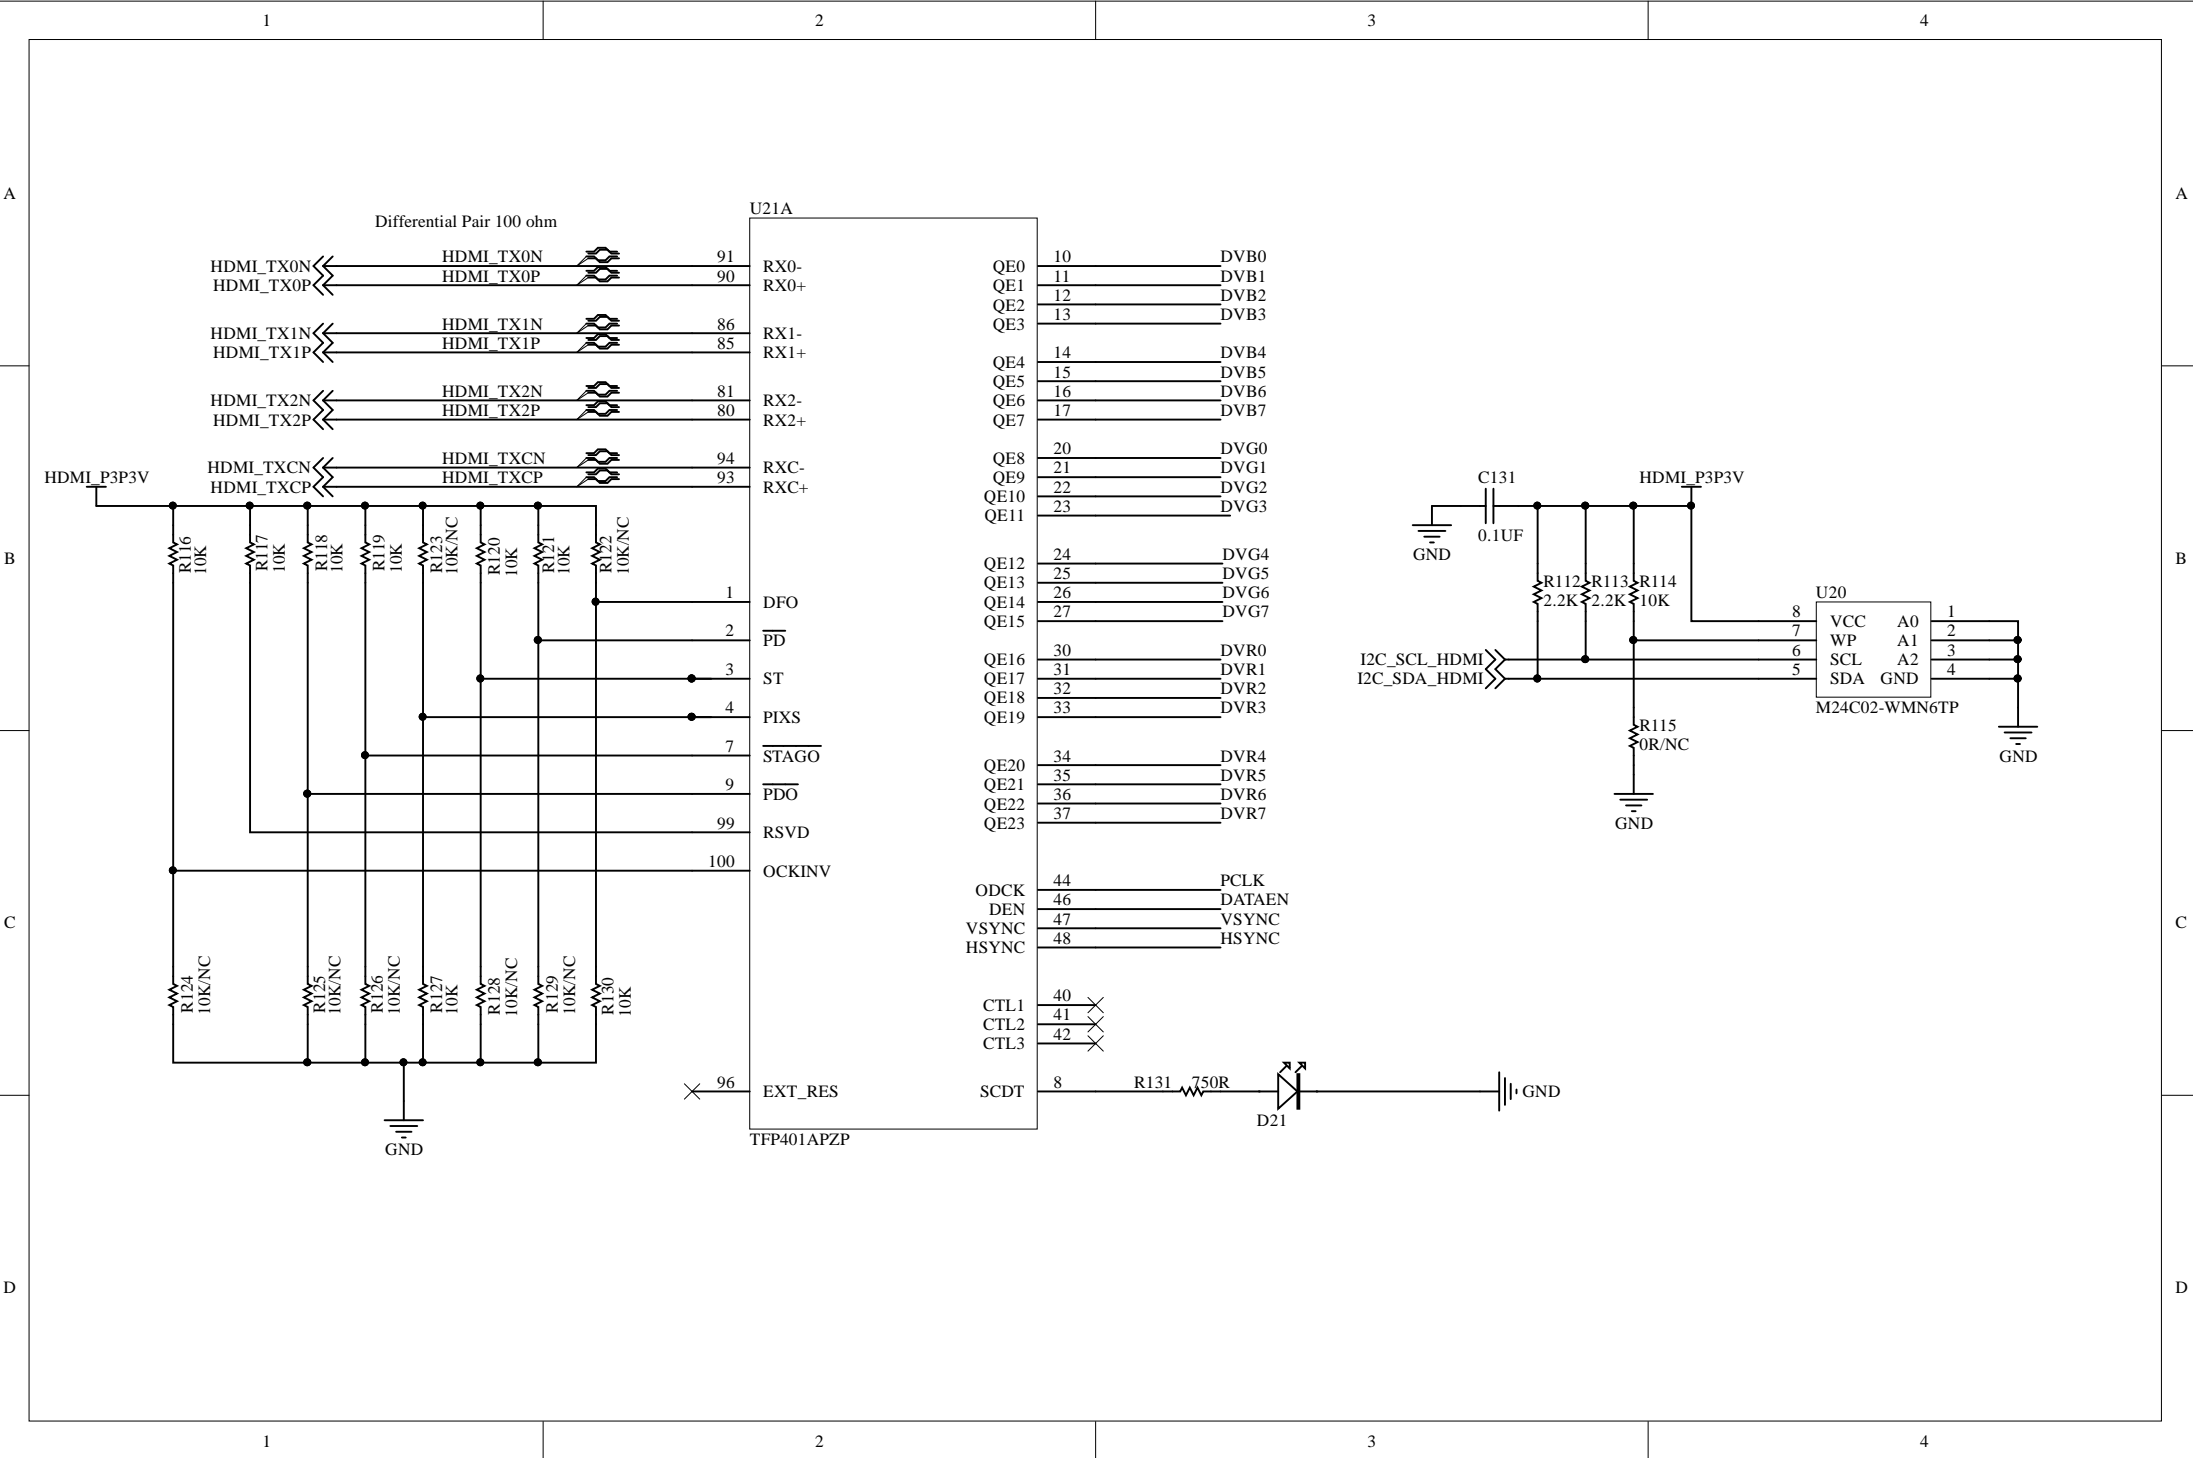 1 2 3 4
A A
U21A
Differential Pair 100 ohm
HDMI_TX0N HDMI_TX0N 91 RX0- QE0 10 DVB0
HDMI_TX0P HDMI_TX0P 90 RX0+ QE1 11 DVB1
QE2 12 DVB2
QE3 13 DVB3
HDMI_TX1N HDMI_TX1N 86 RX1-
HDMI_TX1P HDMI_TX1P 85 RX1+
QE4 14 DVB4
QE5 15 DVB5
HDMI_TX2N HDMI_TX2N 81 RX2- QE6 16 DVB6
HDMI_TX2P HDMI_TX2P 80 RX2+ QE7 17 DVB7
QE8 20 DVG0
HDMI_TXCN HDMI_TXCN 94 RXC- QE9 21 DVG1
HDMI_TXCP HDMI_TXCP 93 RXC+ QE10 22 DVG2
QE11 23 DVG3
HDMI_P3P3V
C131
0.1UF
GND
HDMI_P3P3V
B B
R116 10K
R117 10K
R118 10K
R119 10K
R123 10K/NC
R120 10K
R121 10K
R122 10K/NC
QE12 24 DVG4
QE13 25 DVG5
1 DFO QE14 26 DVG6
QE15 27 DVG7
2 PD
R112 2.2K
R113 2.2K
R114 10K
U20
8 VCC A0 1
7 WP A1 2
I2C_SCL_HDMI 6 SCL A2 3
I2C_SDA_HDMI 5 SDA GND 4
M24C02-WMN6TP
QE16 30 DVR0
3 ST QE17 31 DVR1
QE18 32 DVR2
4 PIXS QE19 33 DVR3
R115
0R/NC
GND
GND
7 STAGO
QE20 34 DVR4
QE21 35 DVR5
9 PDO QE22 36 DVR6
QE23 37 DVR7
99 RSVD
100 OCKINV
ODCK 44 PCLK
DEN 46 DATAEN
VSYNC 47 VSYNC
HSYNC 48 HSYNC
C C
R124 10K/NC
R125 10K/NC
R126 10K/NC
R127 10K
R128 10K/NC
R129 10K/NC
R130 10K
CTL1 40
CTL2 41
CTL3 42
96 EXT_RES SCDT 8 R131 750R GND
D21
GND
TFP401APZP
D D
1 2 3 4